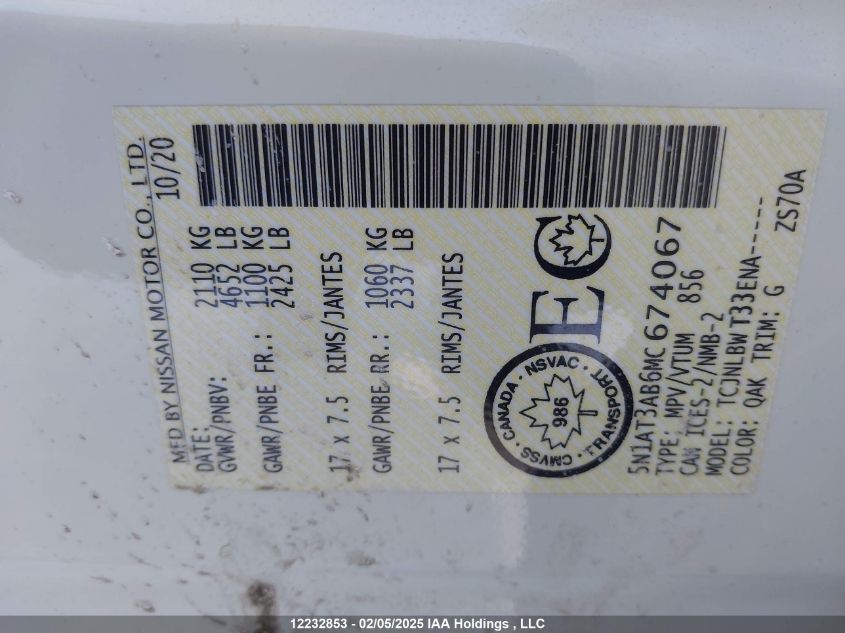 MFD BY NISSAN MOTOR CO., LTD.
DATE: 10/20
GVWR/PNBV: 2110 KG
4652 LB
GAWR/PNBE FR.: 1100 KG
2425 LB
17 x 7.5 RIMS/JANTES
GAWR/PNBE RR.: 1060 KG
2337 LB
17 x 7.5 RIMS/JANTES
CANADA · NSVAC · TRANSPORT · CMVSS ·
986
EC
5N1AT3AB6MC674067
TYPE: MPV/VTUM 856
CAN ICES-2/NMB-2
MODEL: TCJNLBW T33ENA-----
COLOR: QAK TRIM: G ZS70A
12232853 - 02/05/2025 IAA Holdings , LLC